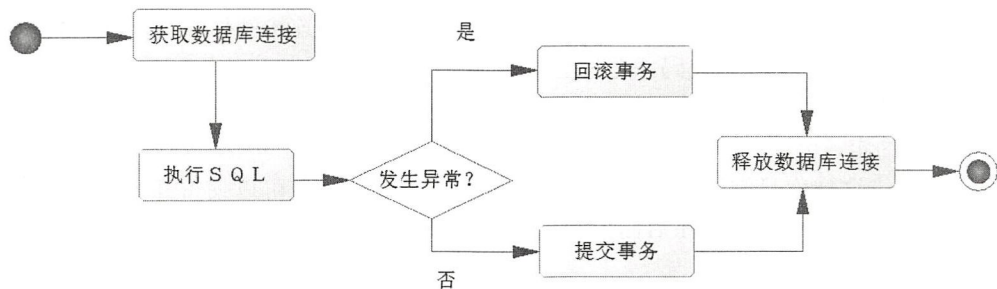 获取数据库连接
执行SQL
发生异常？
是
回滚事务
否
提交事务
释放数据库连接